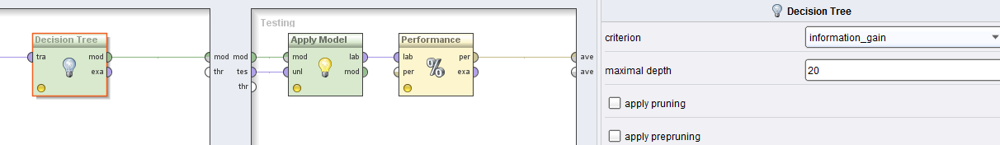 Decision Tree
tra
mod
exa
mod
thr
Testing
mod
tes
thr
Apply Model
mod
unl
lab
mod
Performance
lab
per
per
exa
%
ave
ave
Decision Tree
criterion
information_gain
maximal depth
20
apply pruning
apply prepruning